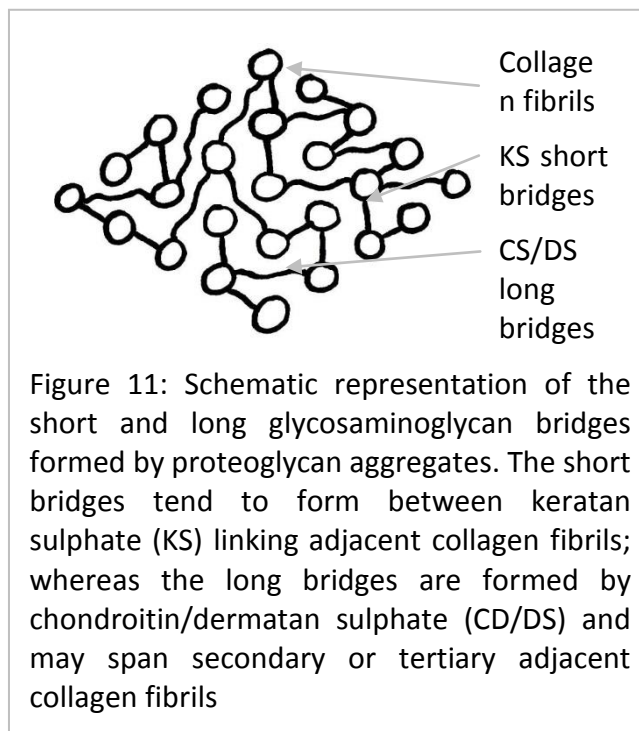 Collage
n fibrils
KS short
bridges
CS/DS
long
bridges
Figure 11: Schematic representation of the
short and long glycosaminoglycan bridges
formed by proteoglycan aggregates. The short
bridges tend to form between keratan
sulphate (KS) linking adjacent collagen fibrils;
whereas the long bridges are formed by
chondroitin/dermatan sulphate (CD/DS) and
may span secondary or tertiary adjacent
collagen fibrils